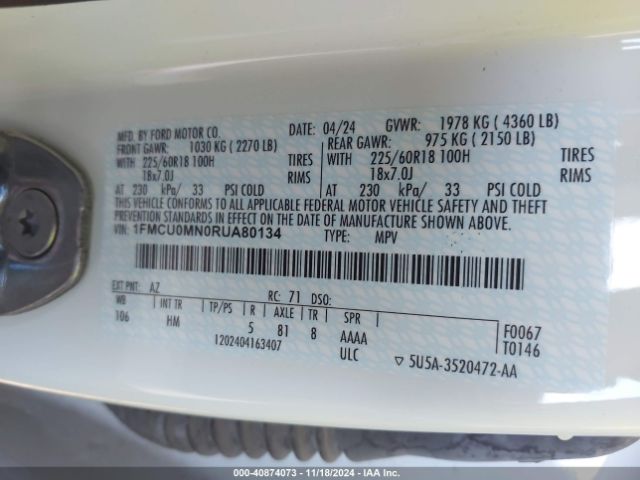 MFD. BY FORD MOTOR CO.
DATE: 04/24 GVWR: 1978 KG ( 4360 LB)
FRONT GAWR: 1030 KG ( 2270 LB)
REAR GAWR: 975 KG ( 2150 LB)
WITH 225/60R18 100H TIRES
WITH 225/60R18 100H TIRES
18x7.0J RIMS
18x7.0J RIMS
AT 230 kPa/ 33 PSI COLD
AT 230 kPa/ 33 PSI COLD
THIS VEHICLE CONFORMS TO ALL APPLICABLE FEDERAL MOTOR VEHICLE SAFETY AND THEFT
PREVENTION STANDARDS IN EFFECT ON THE DATE OF MANUFACTURE SHOWN ABOVE.
VIN: 1FMCU0MN0RUA80134
TYPE: MPV
EXT PNT: AZ RC: 71 DSO:
WB INT TR TP/PS R AXLE TR SPR
106 HM 5 81 8 AAAA
F0067
T0146
1202404163407 ULC
▽ 5U5A-3520472-AA
000-40874073 — 11/18/2024 — IAA Inc.